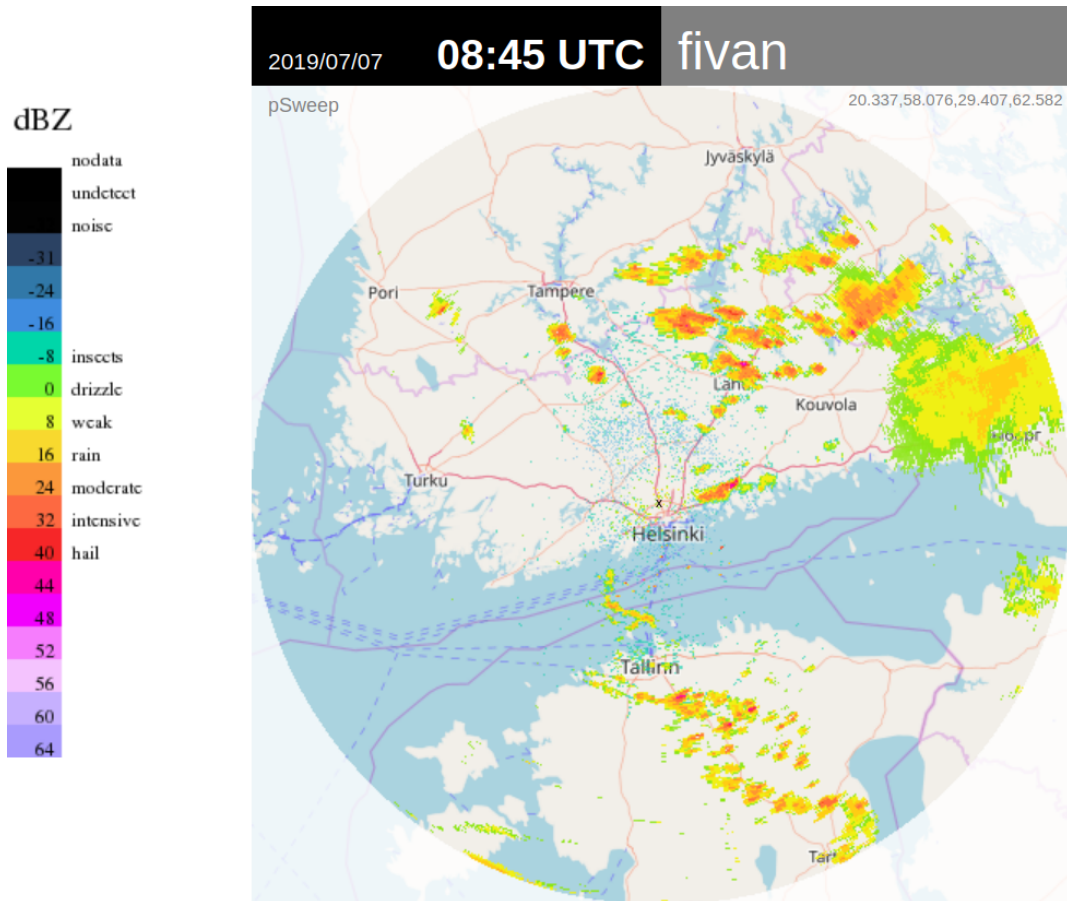 2019/07/07 08:45 UTC fivan
pSweep 20.337,58.076,29.407,62.582
dBZ
nodata
undetect
noise
-31
-24
-16
-8 insects
0 drizzle
8 weak
16 rain
24 moderate
32 intensive
40 hail
44
48
52
56
60
64
Jyväskylä
Pori
Tampere
Kouvola
Turku
x
Helsinki
Tallinn